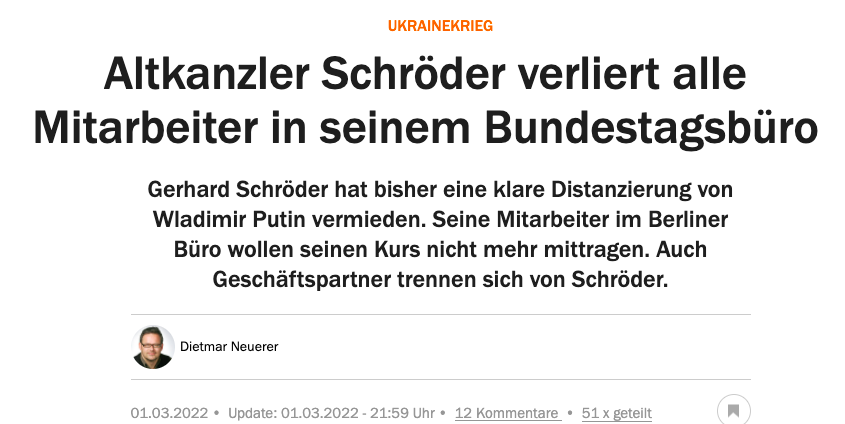 UKRAINEKRIEG
Altkanzler Schröder verliert alle
Mitarbeiter in seinem Bundestagsbüro
Gerhard Schröder hat bisher eine klare Distanzierung von
Wladimir Putin vermieden. Seine Mitarbeiter im Berliner
Büro wollen seinen Kurs nicht mehr mittragen. Auch
Geschäftspartner trennen sich von Schröder.
Dietmar Neuerer
01.03.2022 • Update: 01.03.2022 - 21:59 Uhr • 12 Kommentare • 51 x geteilt